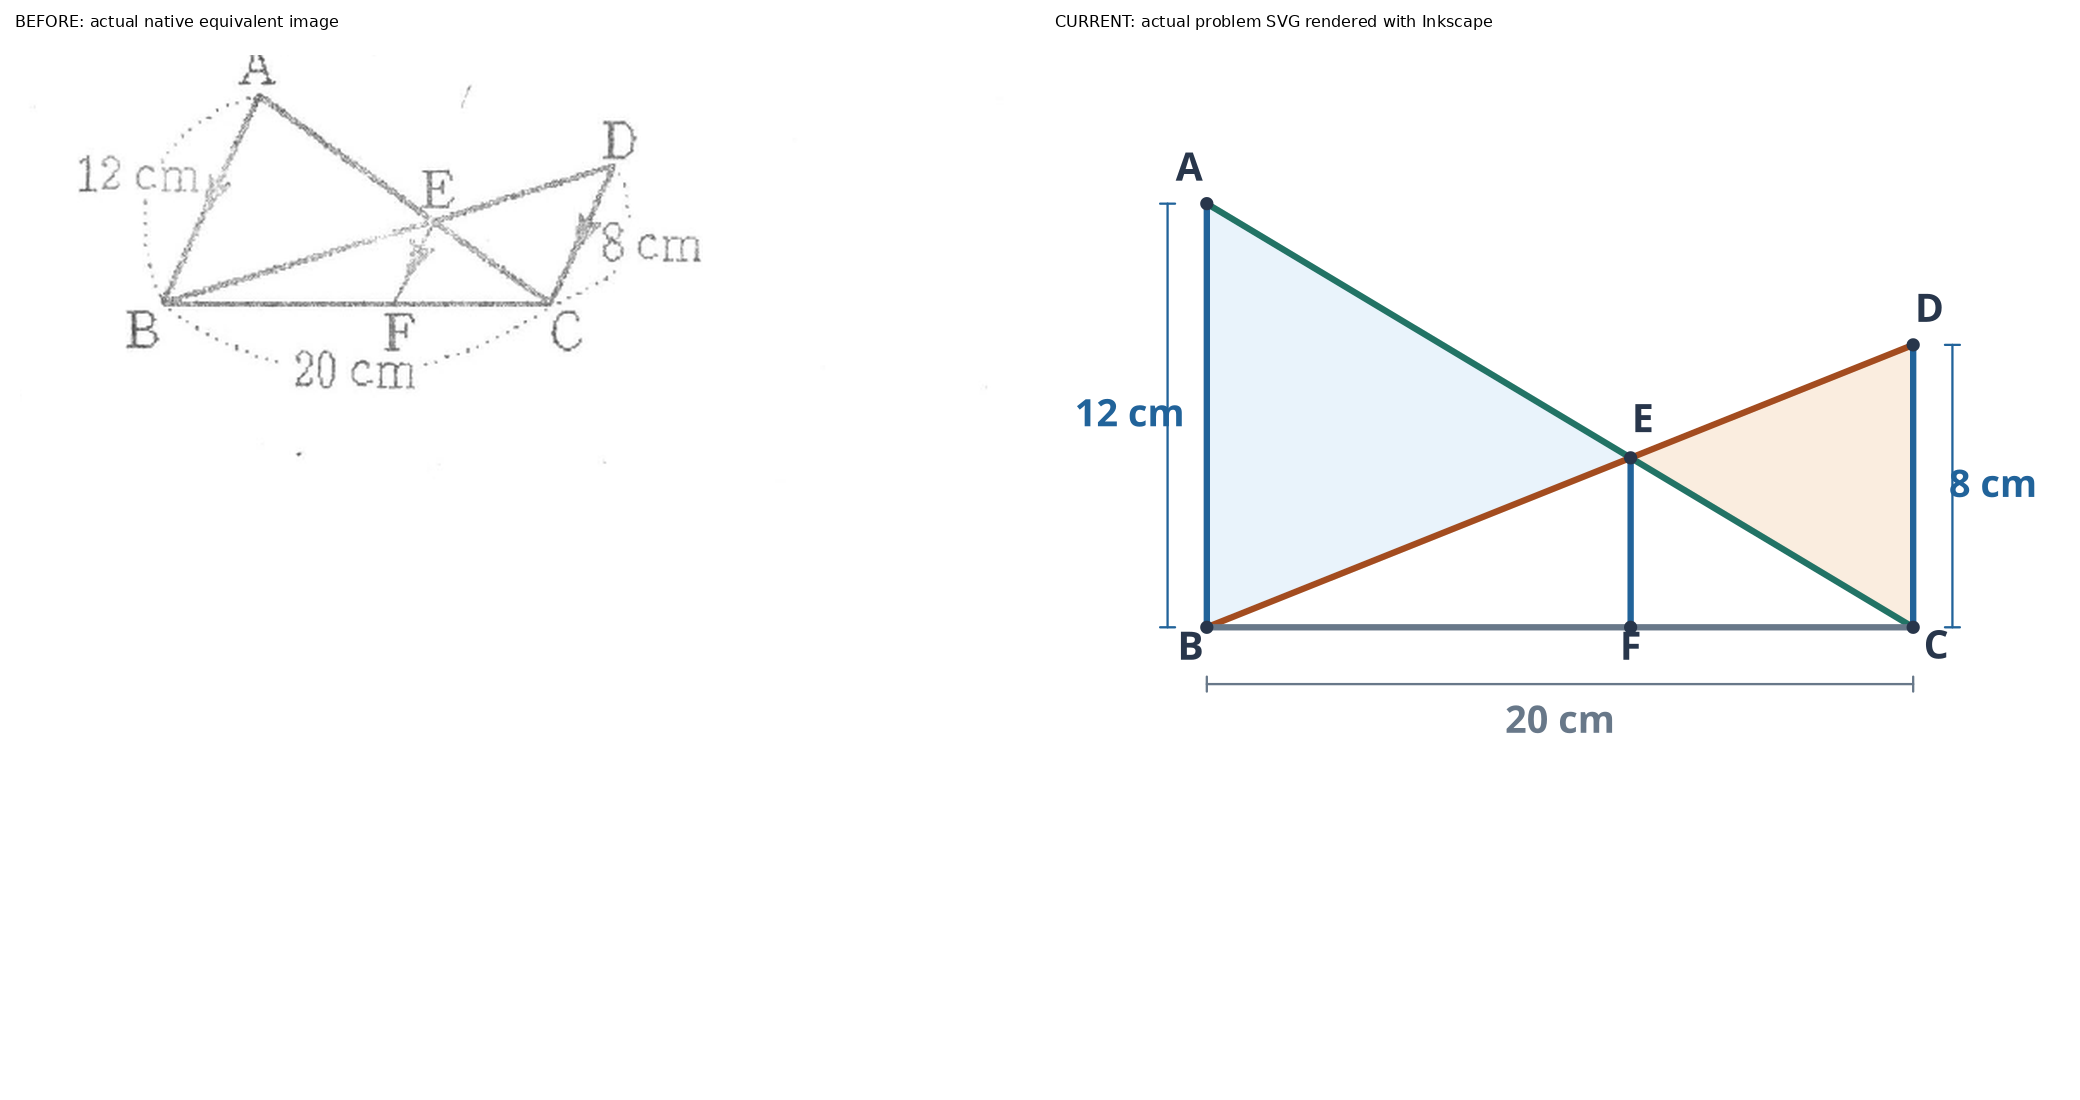 BEFORE: actual native equivalent image
A
D
12 cm
E
8 cm
B
F
C
20 cm
CURRENT: actual problem SVG rendered with Inkscape
A
D
E
12 cm
8 cm
B
F
C
20 cm